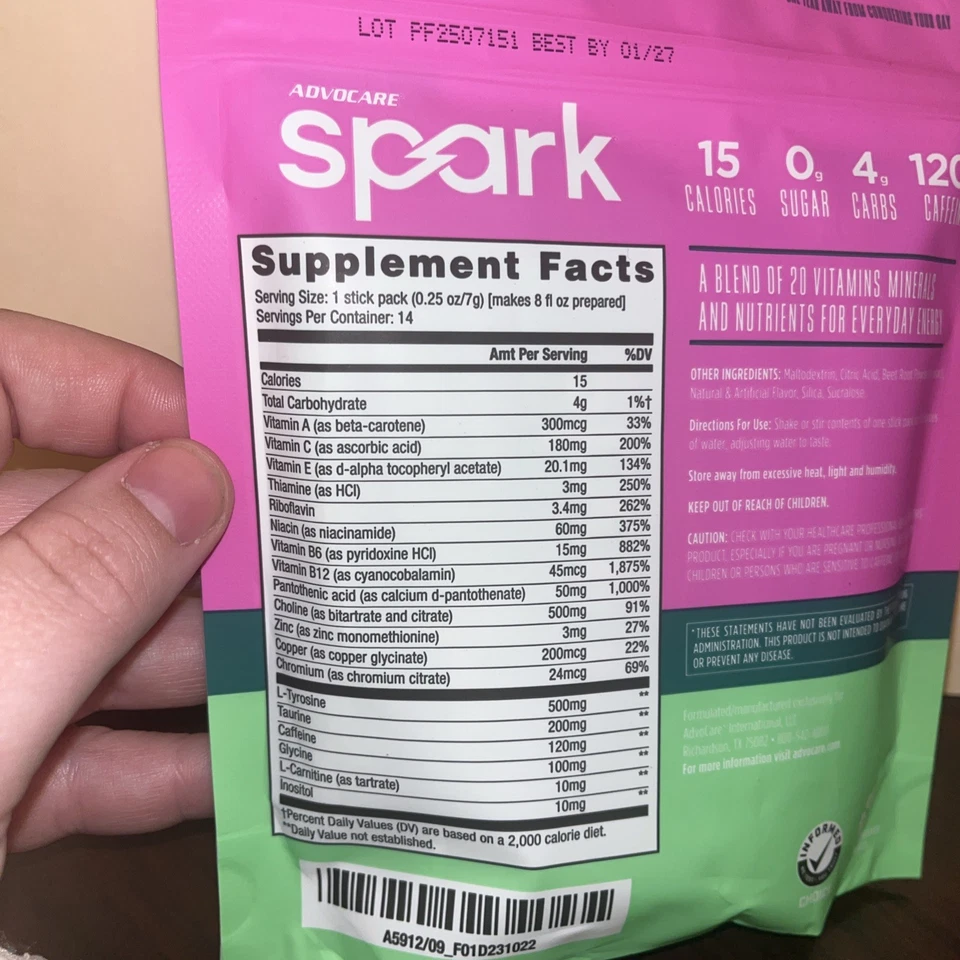 AWAY FROM CONQUERING YOUR DAY
LOT PF2507151 BEST BY 01/27
ADVOCARE
spark
15 CALORIES
0g SUGAR
4g CARBS
120
Supplement Facts
Serving Size: 1 stick pack (0.25 oz/7g) [makes 8 fl oz prepared]
Servings Per Container: 14
Amt Per Serving %DV
Calories 15
Total Carbohydrate 4g 1%†
Vitamin A (as beta-carotene) 300mcg 33%
Vitamin C (as ascorbic acid) 180mg 200%
Vitamin E (as d-alpha tocopheryl acetate) 20.1mg 134%
Thiamine (as HCl) 3mg 250%
Riboflavin 3.4mg 262%
Niacin (as niacinamide) 60mg 375%
Vitamin B6 (as pyridoxine HCl) 15mg 882%
Vitamin B12 (as cyanocobalamin) 45mcg 1,875%
Pantothenic acid (as calcium d-pantothenate) 50mg 1,000%
Choline (as bitartrate and citrate) 500mg 91%
Zinc (as zinc monomethionine) 3mg 27%
Copper (as copper glycinate) 200mcg 22%
Chromium (as chromium citrate) 24mcg 69%
L-Tyrosine 500mg **
Taurine 200mg **
Caffeine 120mg **
Glycine 100mg **
L-Carnitine (as tartrate) 10mg **
Inositol 10mg **
†Percent Daily Values (DV) are based on a 2,000 calorie diet.
**Daily Value not established.
A5912/09_F01D231022
A BLEND OF 20 VITAMINS MINERALS
AND NUTRIENTS FOR EVERYDAY ENERGY
OTHER INGREDIENTS: Maltodextrin, Citric Acid, Beet Root
Natural & Artificial Flavor, Silica, Sucralose.
Directions For Use: Shake or stir contents of one stick
of water, adjusting water to taste.
Store away from excessive heat, light and humidity.
KEEP OUT OF REACH OF CHILDREN.
CAUTION: CHECK WITH YOUR HEALTHCARE PROFESSIONAL
PRODUCT, ESPECIALLY IF YOU ARE PREGNANT OR
CHILDREN OR PERSONS WHO ARE SENSITIVE TO
*THESE STATEMENTS HAVE NOT BEEN EVALUATED BY THE
ADMINISTRATION. THIS PRODUCT IS NOT INTENDED TO
OR PREVENT ANY DISEASE.
Formulated/manufactured exclusively for
AdvoCare International, LLC
Richardson, TX 75082 •
For more information visit advocare.com
INFORMED